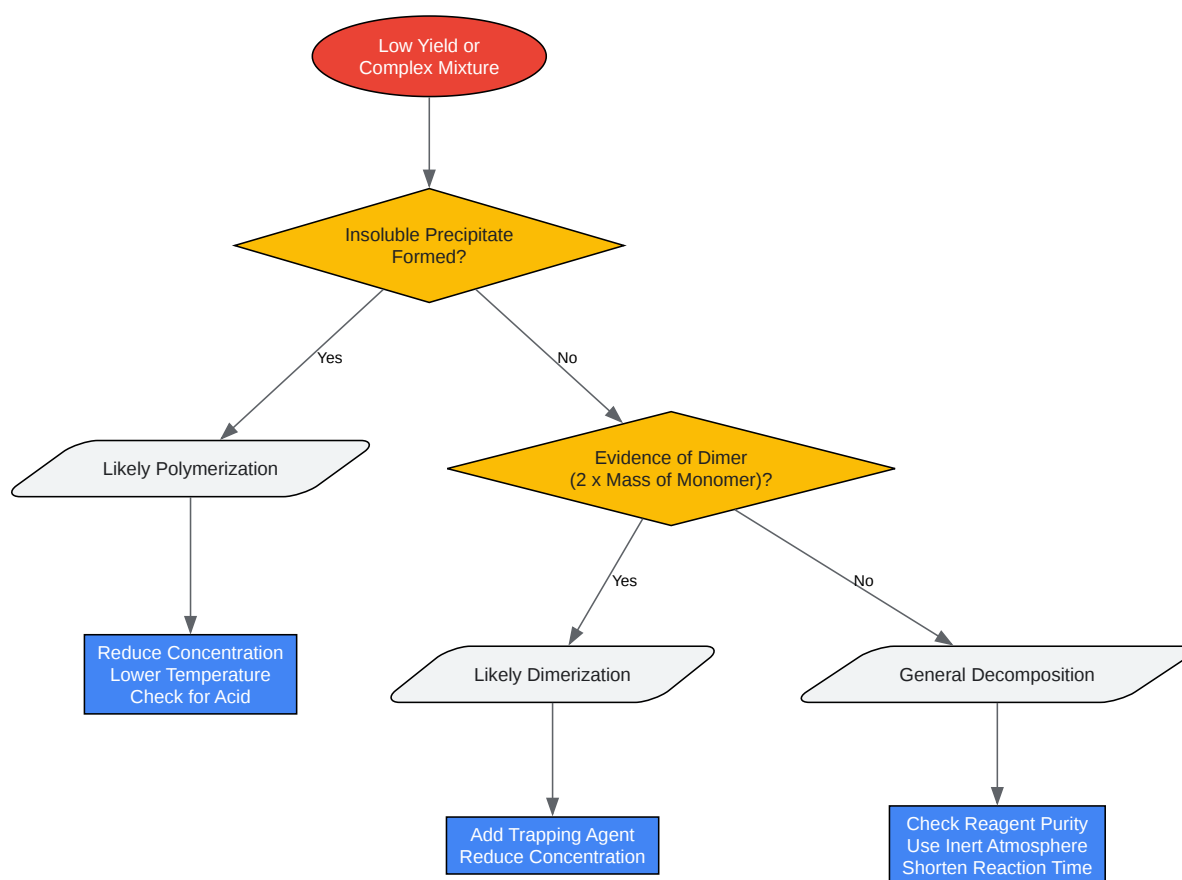 Low Yield or
Complex Mixture
Insoluble Precipitate
Formed?
Yes
No
Likely Polymerization
Evidence of Dimer
(2 x Mass of Monomer)?
Yes
No
Reduce Concentration
Lower Temperature
Check for Acid
Likely Dimerization
General Decomposition
Add Trapping Agent
Reduce Concentration
Check Reagent Purity
Use Inert Atmosphere
Shorten Reaction Time